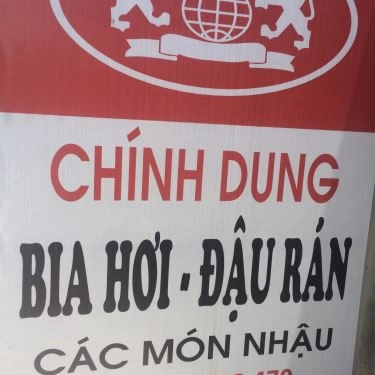 CHÍNH DUNG
BIA HƠI - ĐẬU RÁN
CÁC MÓN NHẬU